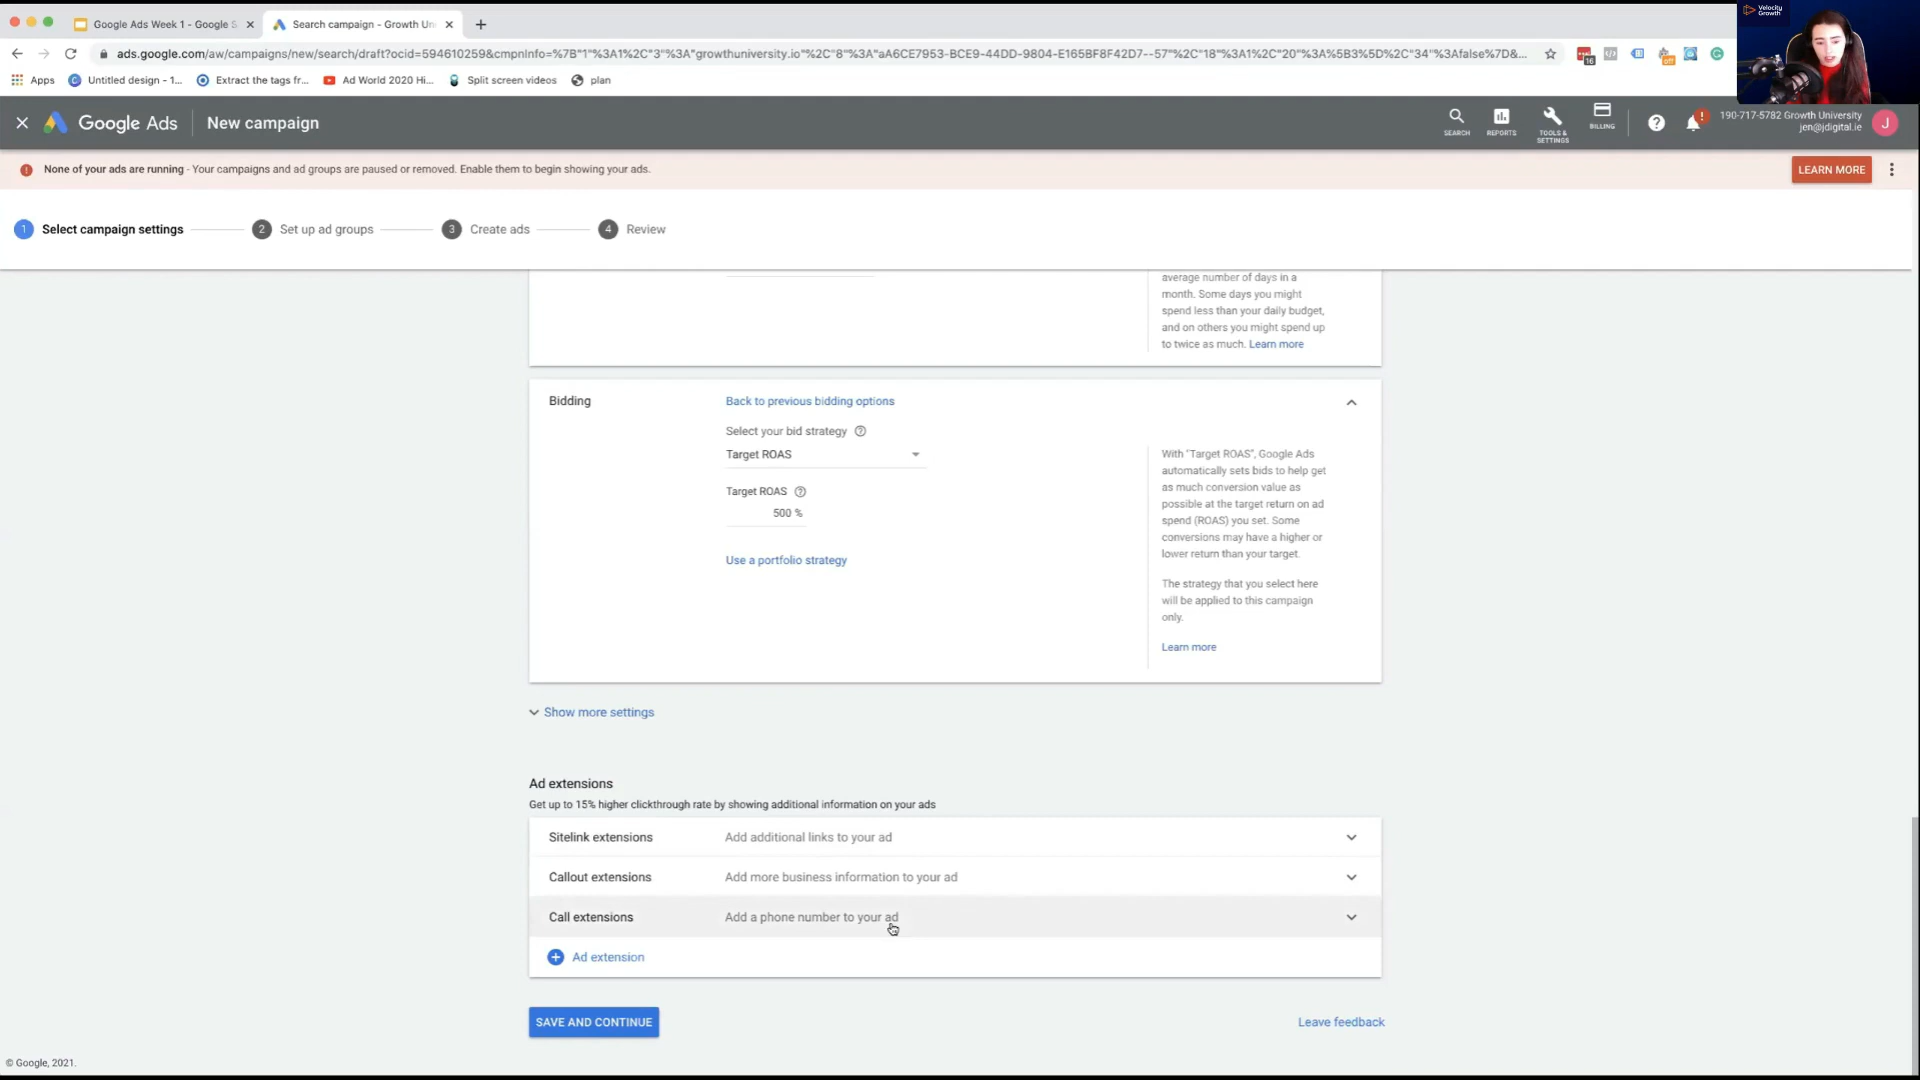 Google Ads Week 1 - Google S
Search campaign - Growth Un
ads.google.com/aw/campaigns/new/search/draft?ocid=594610259&cmpnInfo=%7B"1"%3A1%2C"3"%3A"growthuniversity.io"%2C"8"%3A"aA6CE7953-BCE9-44DD-9804-E165BF8F42D7--57"%2C"18"%3A1%2C"20"%3A%5B3%5D%2C"34"%3Afalse%7D&...
16
off
Velocity
Growth
Apps
Untitled design - 1...
Extract the tags fr...
Ad World 2020 Hi...
Split screen videos
plan
Google Ads
New campaign
SEARCH
REPORTS
TOOLS &
SETTINGS
BILLING
190-717-5782 Growth University
jen@jdigital.ie
J
None of your ads are running - Your campaigns and ad groups are paused or removed. Enable them to begin showing your ads.
LEARN MORE
1 Select campaign settings
2 Set up ad groups
3 Create ads
4 Review
average number of days in a
month. Some days you might
spend less than your daily budget,
and on others you might spend up
to twice as much. Learn more
Bidding
Back to previous bidding options
Select your bid strategy
Target ROAS
Target ROAS
500 %
Use a portfolio strategy
With "Target ROAS", Google Ads
automatically sets bids to help get
as much conversion value as
possible at the target return on ad
spend (ROAS) you set. Some
conversions may have a higher or
lower return than your target.
The strategy that you select here
will be applied to this campaign
only.
Learn more
Show more settings
Ad extensions
Get up to 15% higher clickthrough rate by showing additional information on your ads
Sitelink extensions
Add additional links to your ad
Callout extensions
Add more business information to your ad
Call extensions
Add a phone number to your ad
Ad extension
SAVE AND CONTINUE
Leave feedback
© Google, 2021.